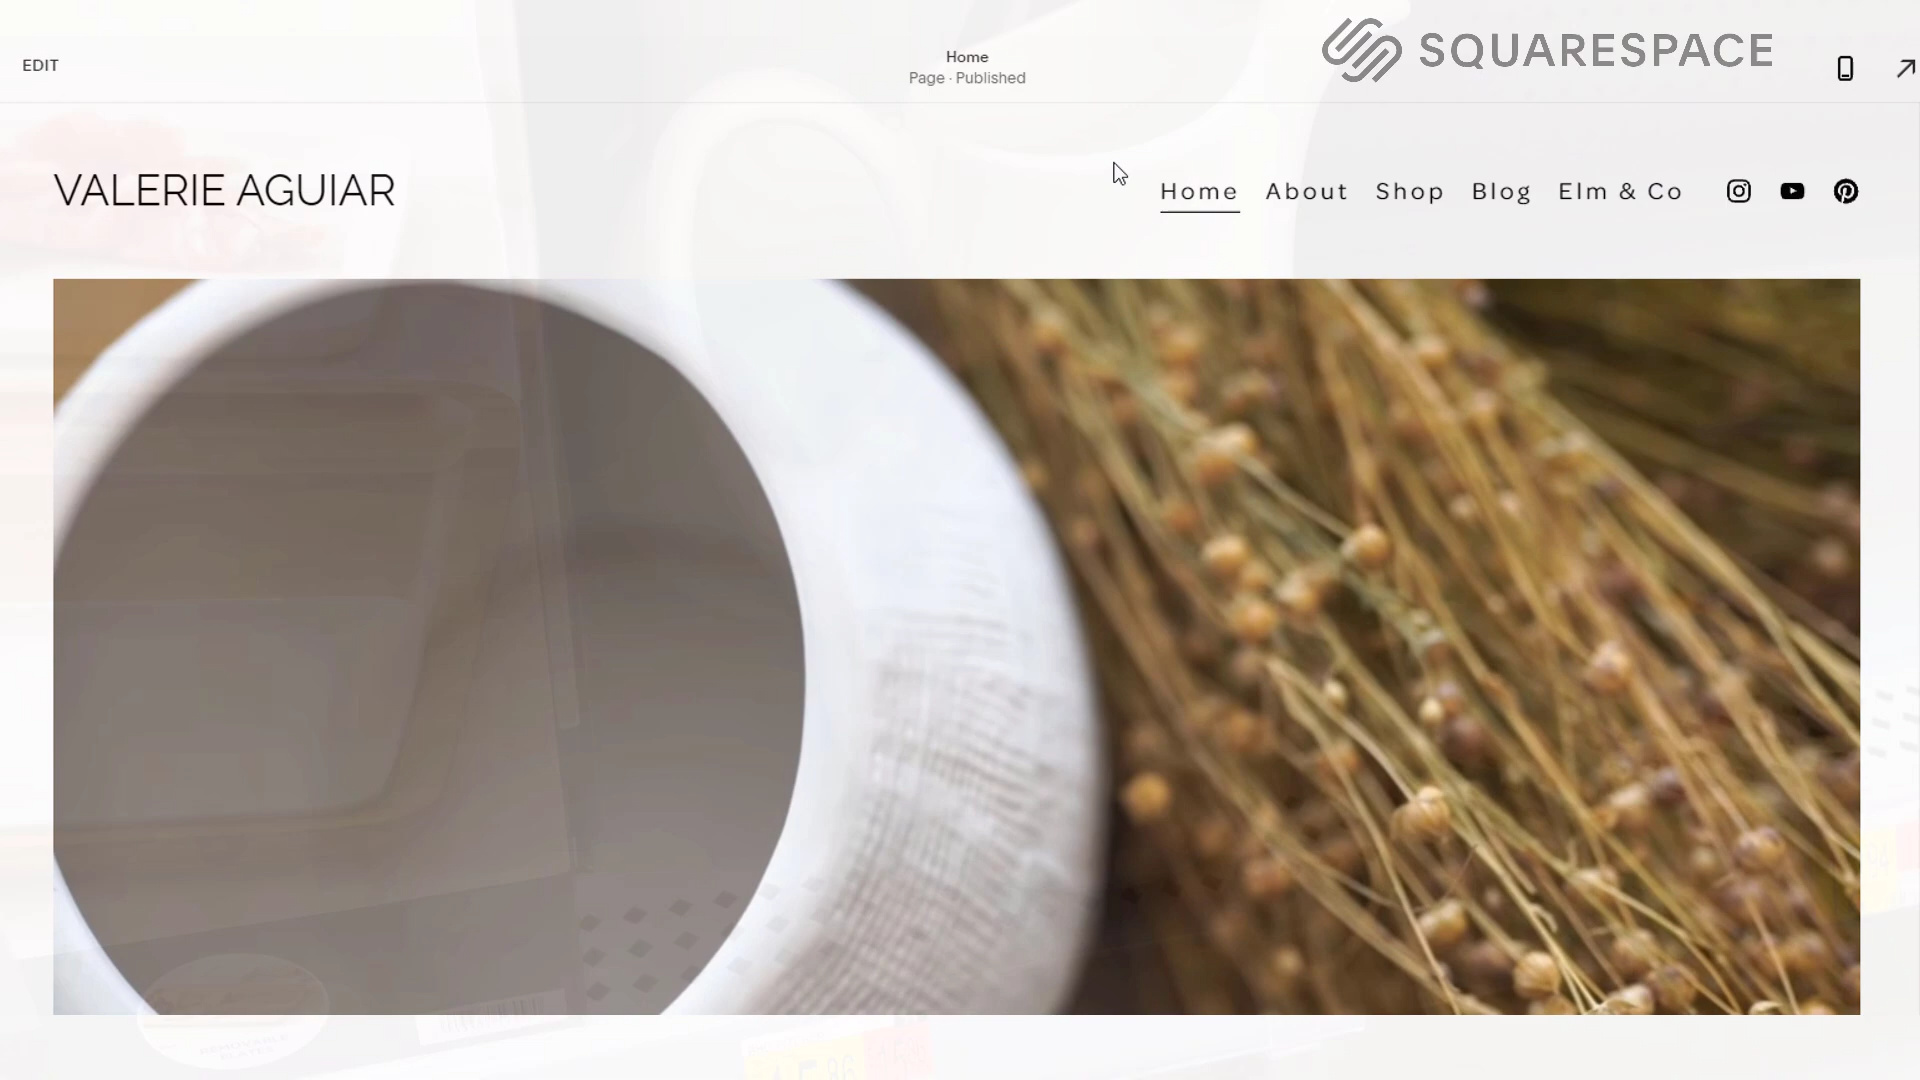 EDIT
Home
Page · Published
SQUARESPACE
VALERIE AGUIAR
Home About Shop Blog Elm & Co